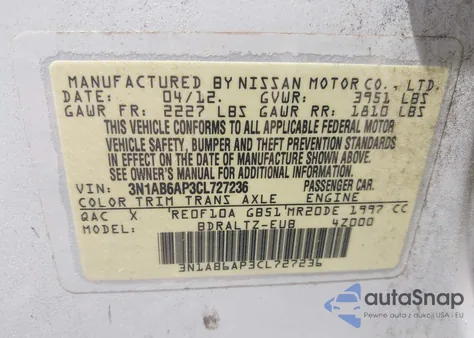 MANUFACTURED BY NISSAN MOTOR CO., LTD.
DATE: 04/12. GVWR: 3951 LBS
GAWR FR: 2227 LBS GAWR RR: 1810 LBS
THIS VEHICLE CONFORMS TO ALL APPLICABLE FEDERAL MOTOR
VEHICLE SAFETY, BUMPER AND THEFT PREVENTION STANDARDS
IN EFFECT ON THE DATE OF MANUFACTURE SHOWN ABOVE. SEE
OWNER'S MANUAL FOR ADDITIONAL INFORMATION.
VIN: 3N1AB6AP3CL727236 PASSENGER CAR.
COLOR TRIM TRANS AXLE ENGINE
QAC X RE0F10A GB51 MR20DE 1997 CC
MODEL: BDRALTZ-EUB 4Z000
3N1AB6AP3CL727236
autoSnap
Pewne auta z aukcji USA i EU